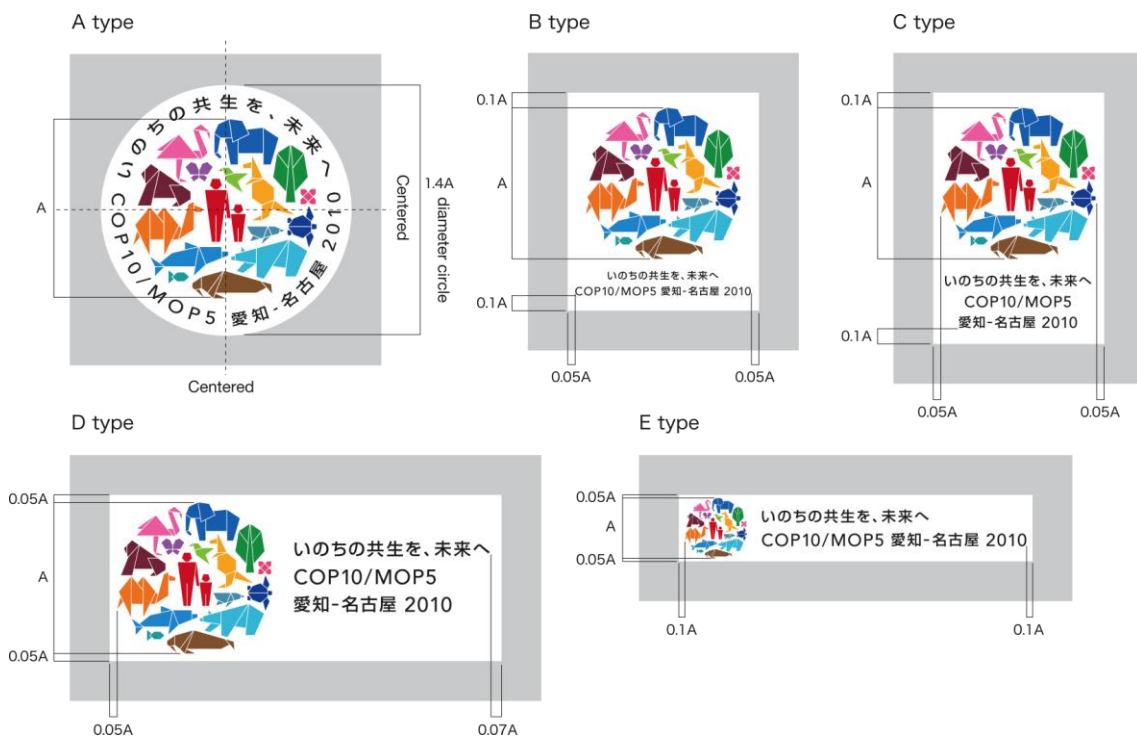 A type
いのちの共生を、未来へ
COP10/MOP5 愛知-名古屋 2010
A
Centered
1.4A diameter circle
Centered
B type
0.1A
A
いのちの共生を、未来へ
COP10/MOP5 愛知-名古屋 2010
0.1A
0.05A
0.05A
C type
0.1A
A
いのちの共生を、未来へ
COP10/MOP5
愛知-名古屋 2010
0.1A
0.05A
0.05A
D type
0.05A
A
いのちの共生を、未来へ
COP10/MOP5
愛知-名古屋 2010
0.05A
0.05A
0.07A
E type
0.05A
A
いのちの共生を、未来へ
COP10/MOP5 愛知-名古屋 2010
0.05A
0.1A
0.1A